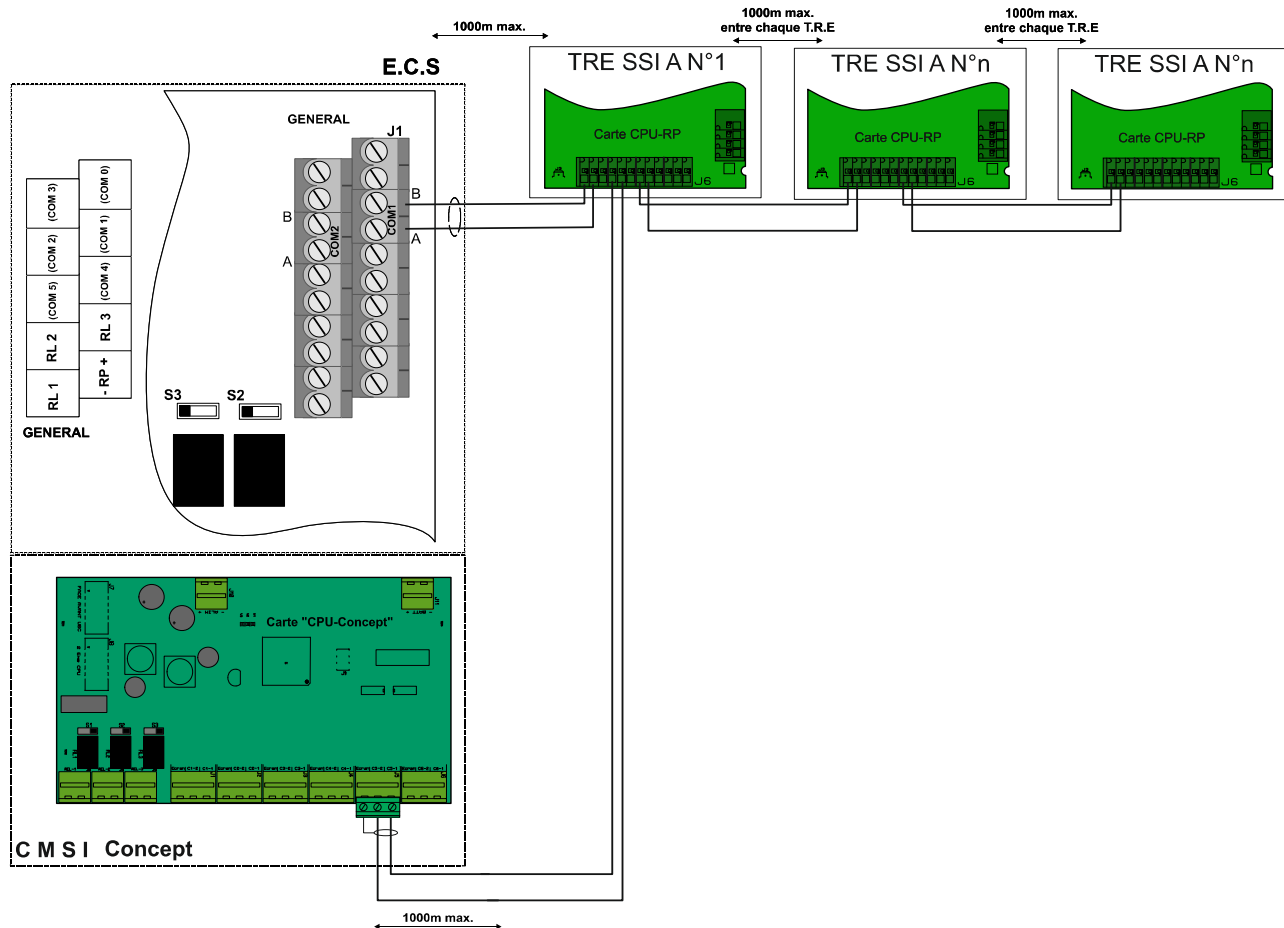 1000m max.
1000m max.
entre chaque T.R.E
1000m max.
entre chaque T.R.E
E.C.S
TRE SSI A N°1
TRE SSI A N°n
TRE SSI A N°n
Carte CPU-RP
J6
Carte CPU-RP
J6
Carte CPU-RP
J6
GENERAL
J1
B
COM1
A
B
COM2
A
(COM 3)
(COM 0)
(COM 2)
(COM 1)
(COM 5)
(COM 4)
RL 2
RL 3
RL 1
- RP +
GENERAL
S3
S2
Carte "CPU-Concept"
S1
S2
S3
C M S I Concept
1000m max.